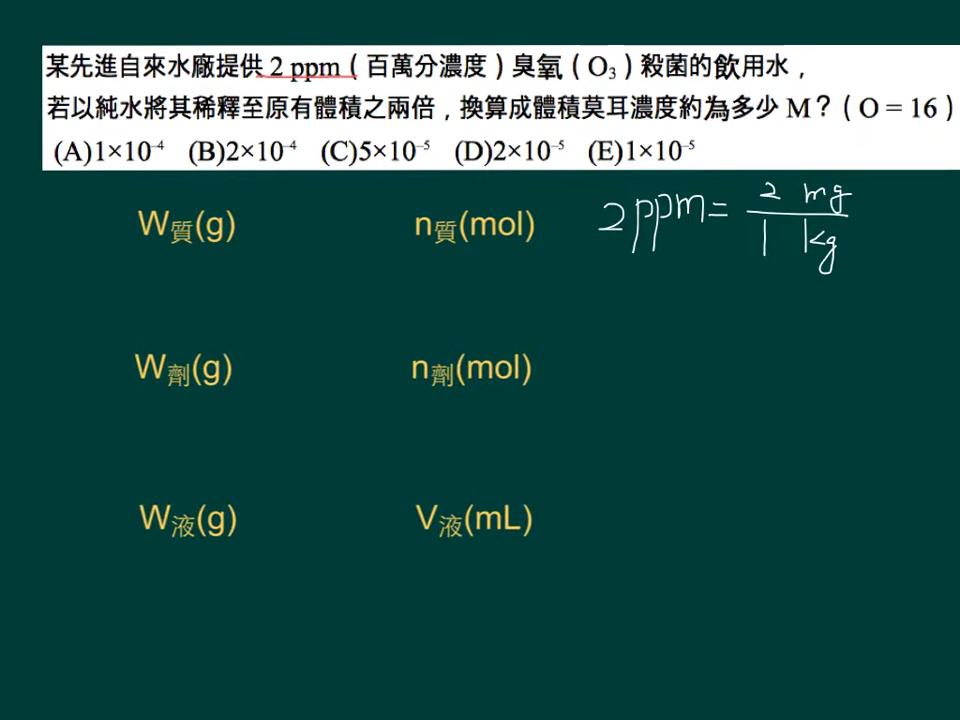 某先進自來水廠提供 2 ppm（百萬分濃度）臭氧（O₃）殺菌的飲用水，
若以純水將其稀釋至原有體積之兩倍，換算成體積莫耳濃度約為多少 M？（O = 16）
(A)1×10⁻⁴ (B)2×10⁻⁴ (C)5×10⁻⁵ (D)2×10⁻⁵ (E)1×10⁻⁵
W質(g) n質(mol) 2ppm= 2 mg / 1 kg
W劑(g) n劑(mol)
W液(g) V液(mL)